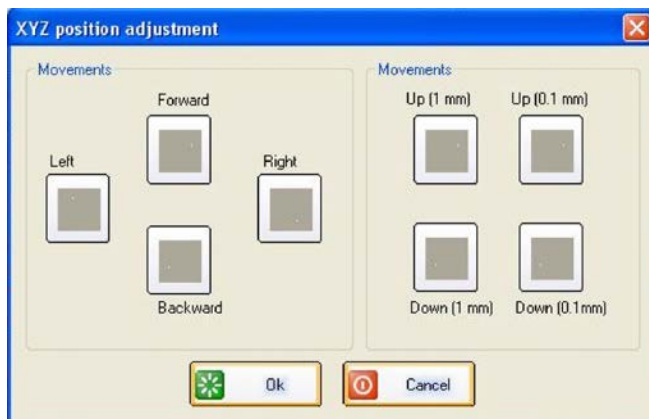 XYZ position adjustment
Movements
Forward
Left
Right
Backward
Movements
Up (1 mm)
Up (0.1 mm)
Down (1 mm)
Down (0.1mm)
Ok
Cancel